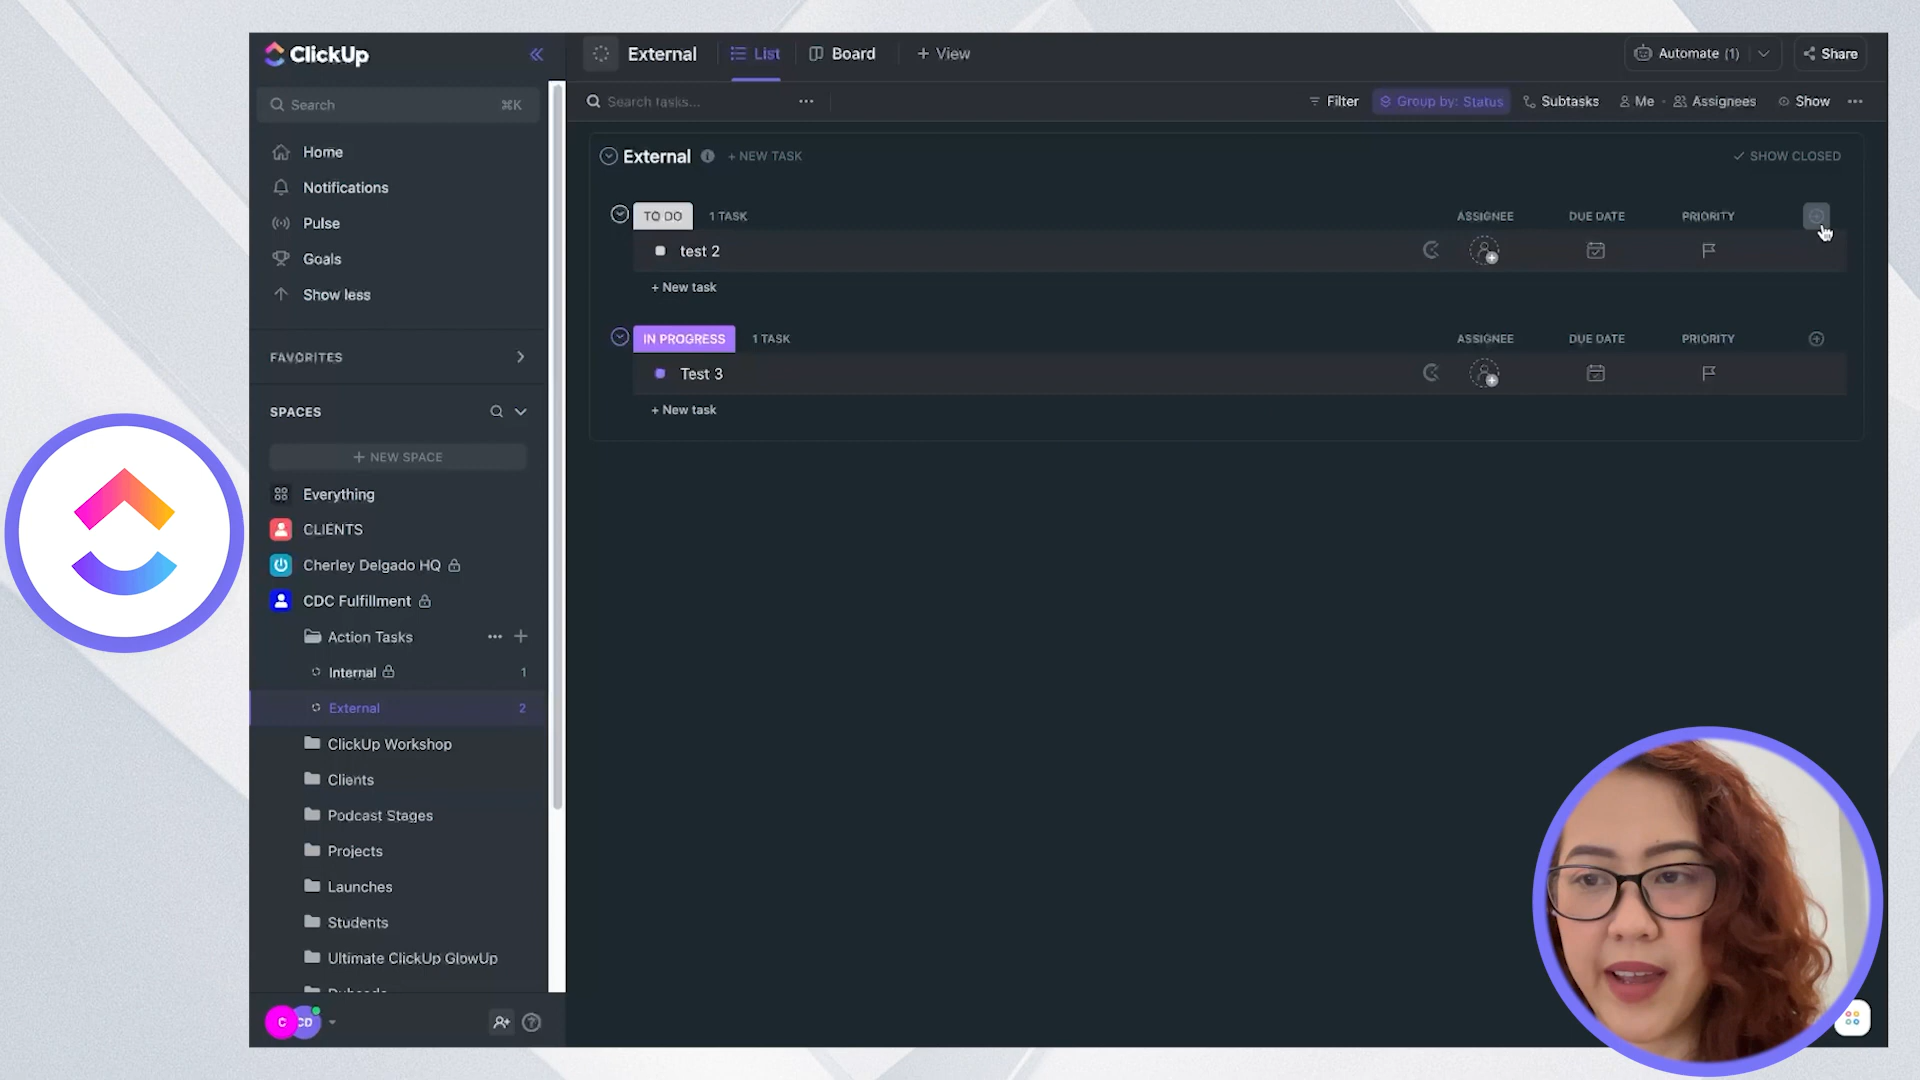 ClickUp
Search ⌘K
Home
Notifications
Pulse
Goals
Show less
FAVORITES
SPACES
+ NEW SPACE
Everything
CLIENTS
Cherley Delgado HQ
CDC Fulfillment
Action Tasks
Internal 1
External 2
ClickUp Workshop
Clients
Podcast Stages
Projects
Launches
Students
Ultimate ClickUp GlowUp
C CD
External List Board + View Automate (1) Share
Search tasks... Filter Group by: Status Subtasks Me Assignees Show
External + NEW TASK SHOW CLOSED
TO DO 1 TASK ASSIGNEE DUE DATE PRIORITY
test 2
+ New task
IN PROGRESS 1 TASK ASSIGNEE DUE DATE PRIORITY
Test 3
+ New task